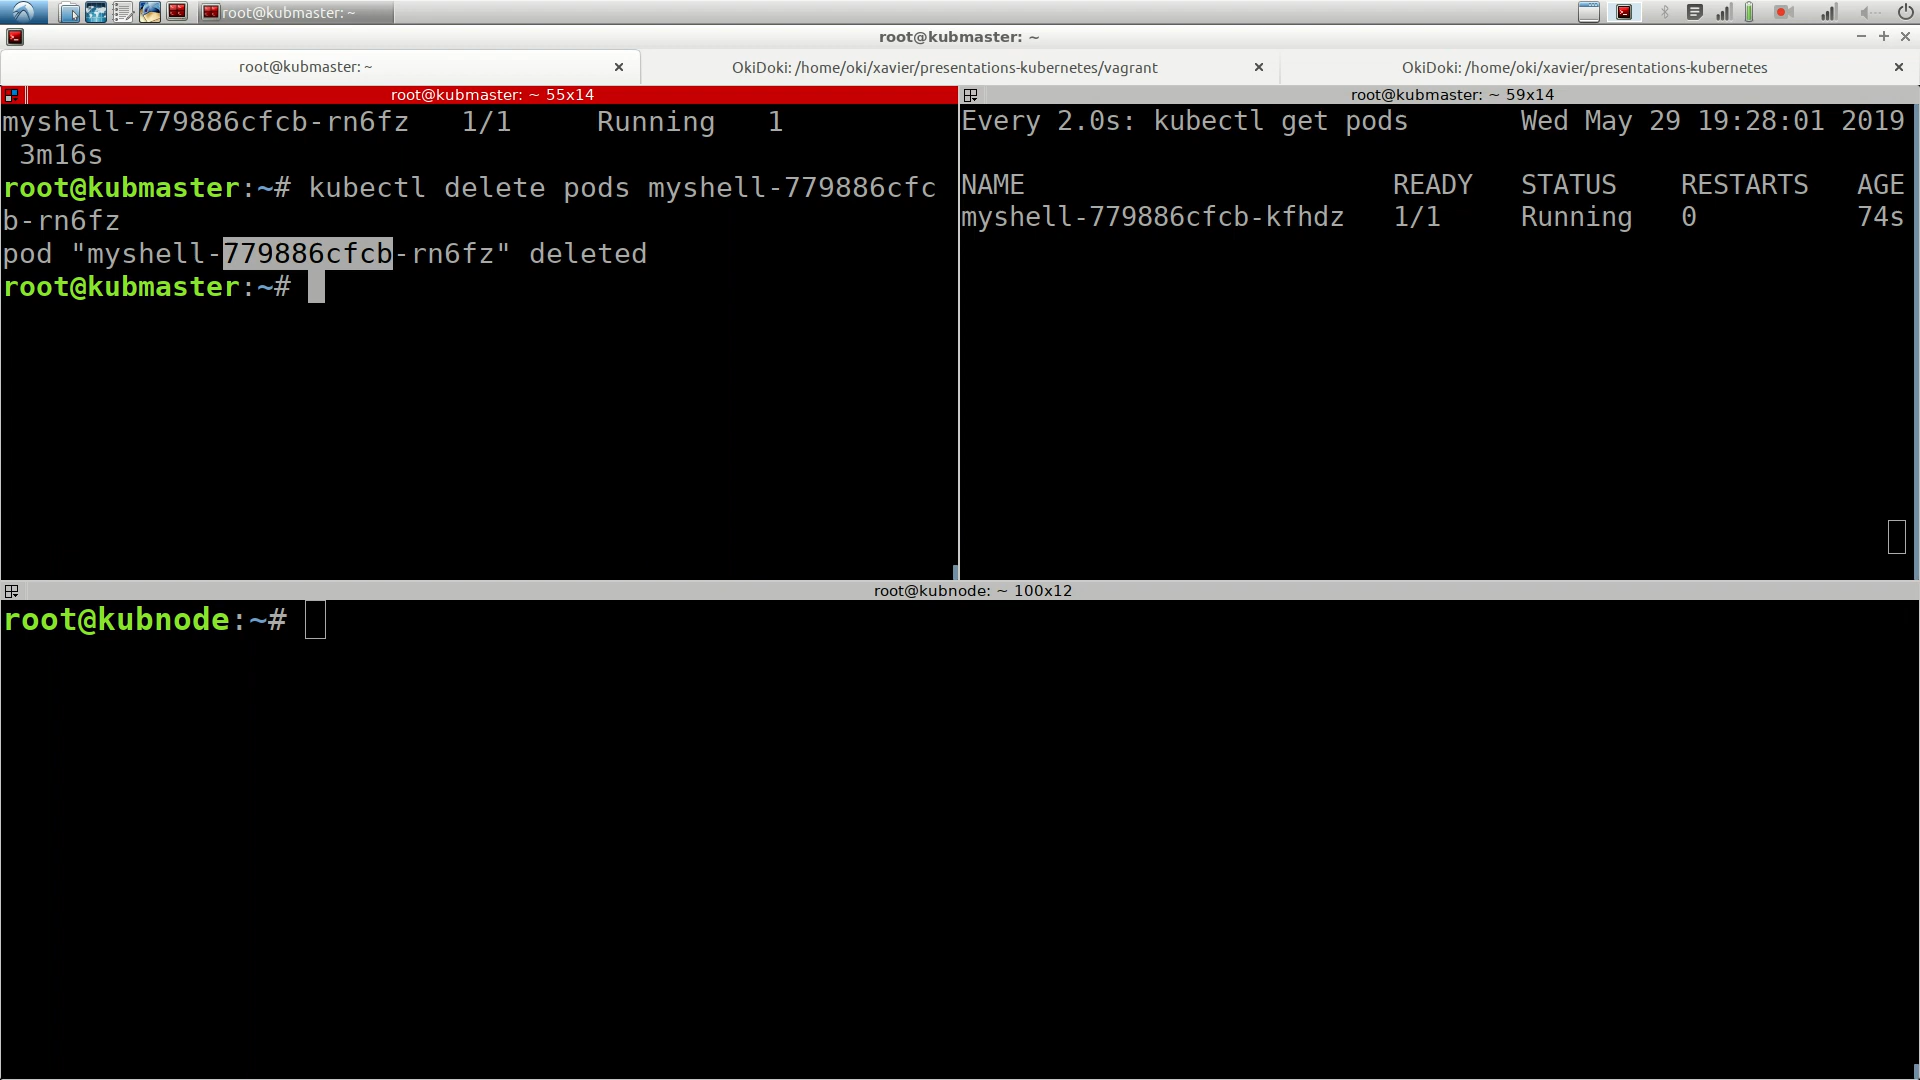 root@kubmaster: ~
root@kubmaster: ~
root@kubmaster: ~
OkiDoki: /home/oki/xavier/presentations-kubernetes/vagrant
OkiDoki: /home/oki/xavier/presentations-kubernetes
root@kubmaster: ~ 55x14
myshell-779886cfcb-rn6fz 1/1 Running 1
3m16s
root@kubmaster:~# kubectl delete pods myshell-779886cfc
b-rn6fz
pod "myshell-779886cfcb-rn6fz" deleted
root@kubmaster:~#
root@kubmaster: ~ 59x14
Every 2.0s: kubectl get pods Wed May 29 19:28:01 2019
NAME READY STATUS RESTARTS AGE
myshell-779886cfcb-kfhdz 1/1 Running 0 74s
root@kubnode: ~ 100x12
root@kubnode:~#